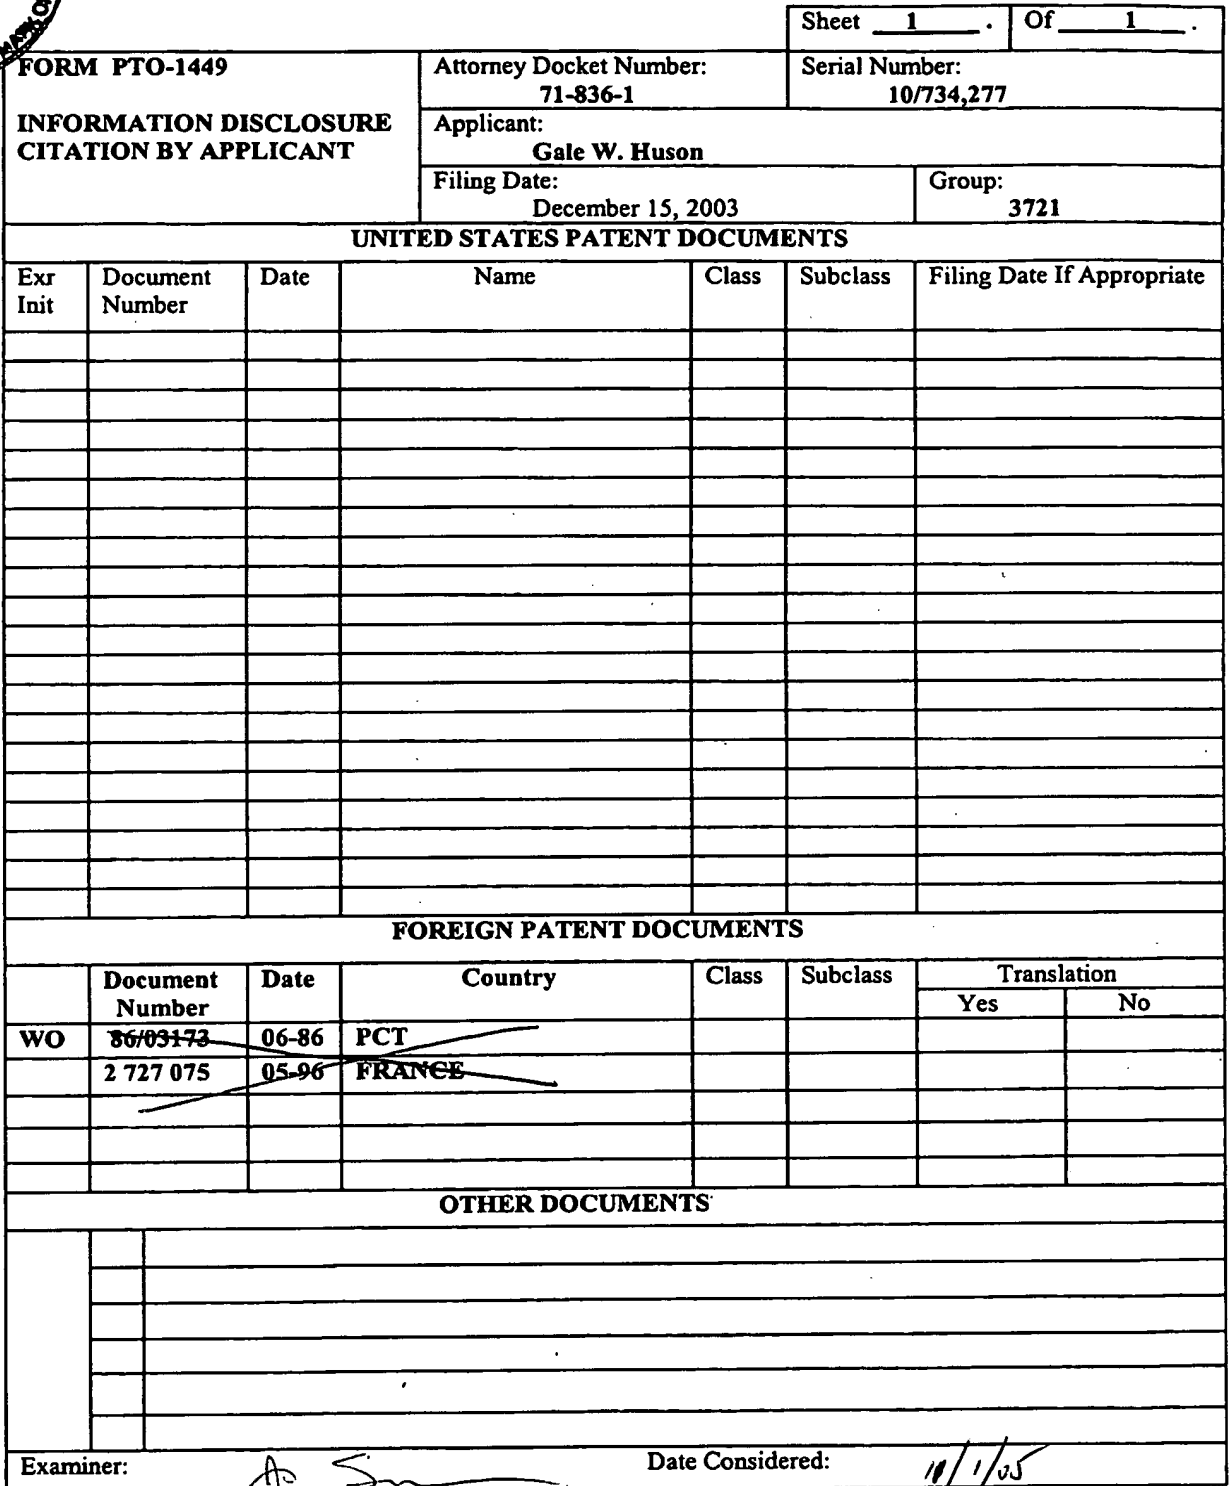 Sheet 1 . Of 1 .
FORM PTO-1449
INFORMATION DISCLOSURE
CITATION BY APPLICANT
Attorney Docket Number:
71-836-1
Serial Number:
10/734,277
Applicant:
Gale W. Huson
Filing Date:
December 15, 2003
Group:
3721
UNITED STATES PATENT DOCUMENTS
Exr Init
Document Number
Date
Name
Class
Subclass
Filing Date If Appropriate
FOREIGN PATENT DOCUMENTS
Document Number
Date
Country
Class
Subclass
Translation
Yes
No
WO 86/03173 06-86 PCT
2 727 075 05-96 FRANCE
OTHER DOCUMENTS
Examiner:
Date Considered: